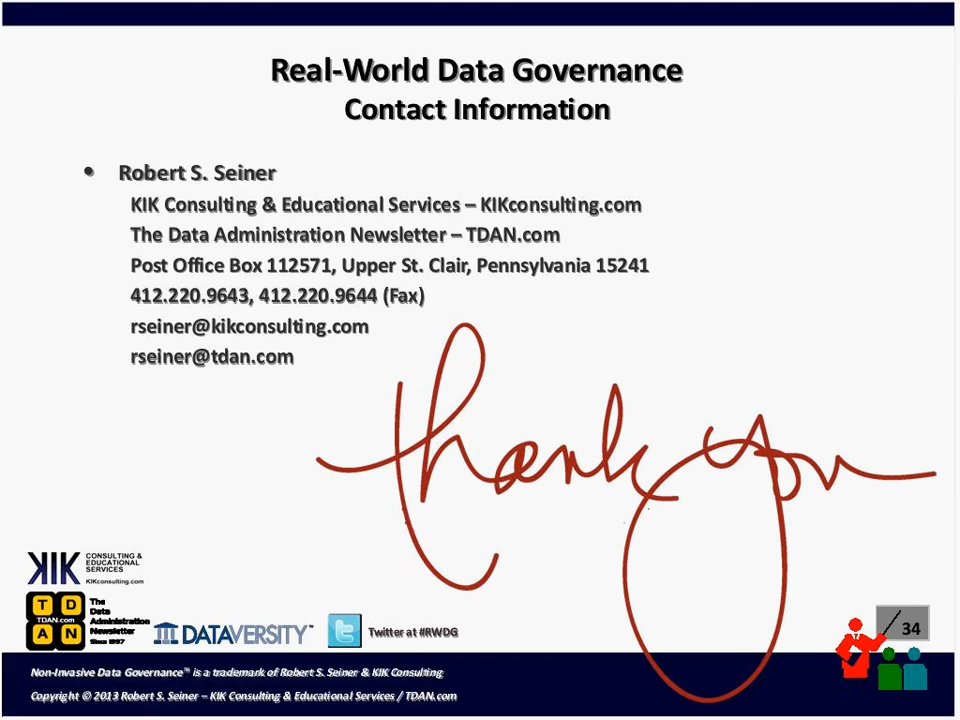 Real-World Data Governance
Contact Information
• Robert S. Seiner
KIK Consulting & Educational Services – KIKconsulting.com
The Data Administration Newsletter – TDAN.com
Post Office Box 112571, Upper St. Clair, Pennsylvania 15241
412.220.9643, 412.220.9644 (Fax)
rseiner@kikconsulting.com
rseiner@tdan.com
Thank you
KIK CONSULTING &
EDUCATIONAL
SERVICES
KIKconsulting.com
T D
TDAN.com
A N
The
Data
Administration
Newsletter
Since 1997
DATAVERSITY™
t
Twitter at #RWDG
34
Non-Invasive Data Governance™ is a trademark of Robert S. Seiner & KIK Consulting
Copyright © 2013 Robert S. Seiner – KIK Consulting & Educational Services / TDAN.com